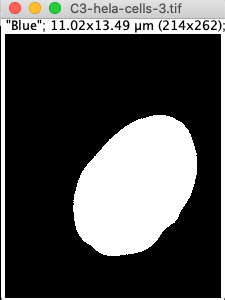 C3-hela-cells-3.tif
"Blue"; 11.02x13.49 µm (214x262);